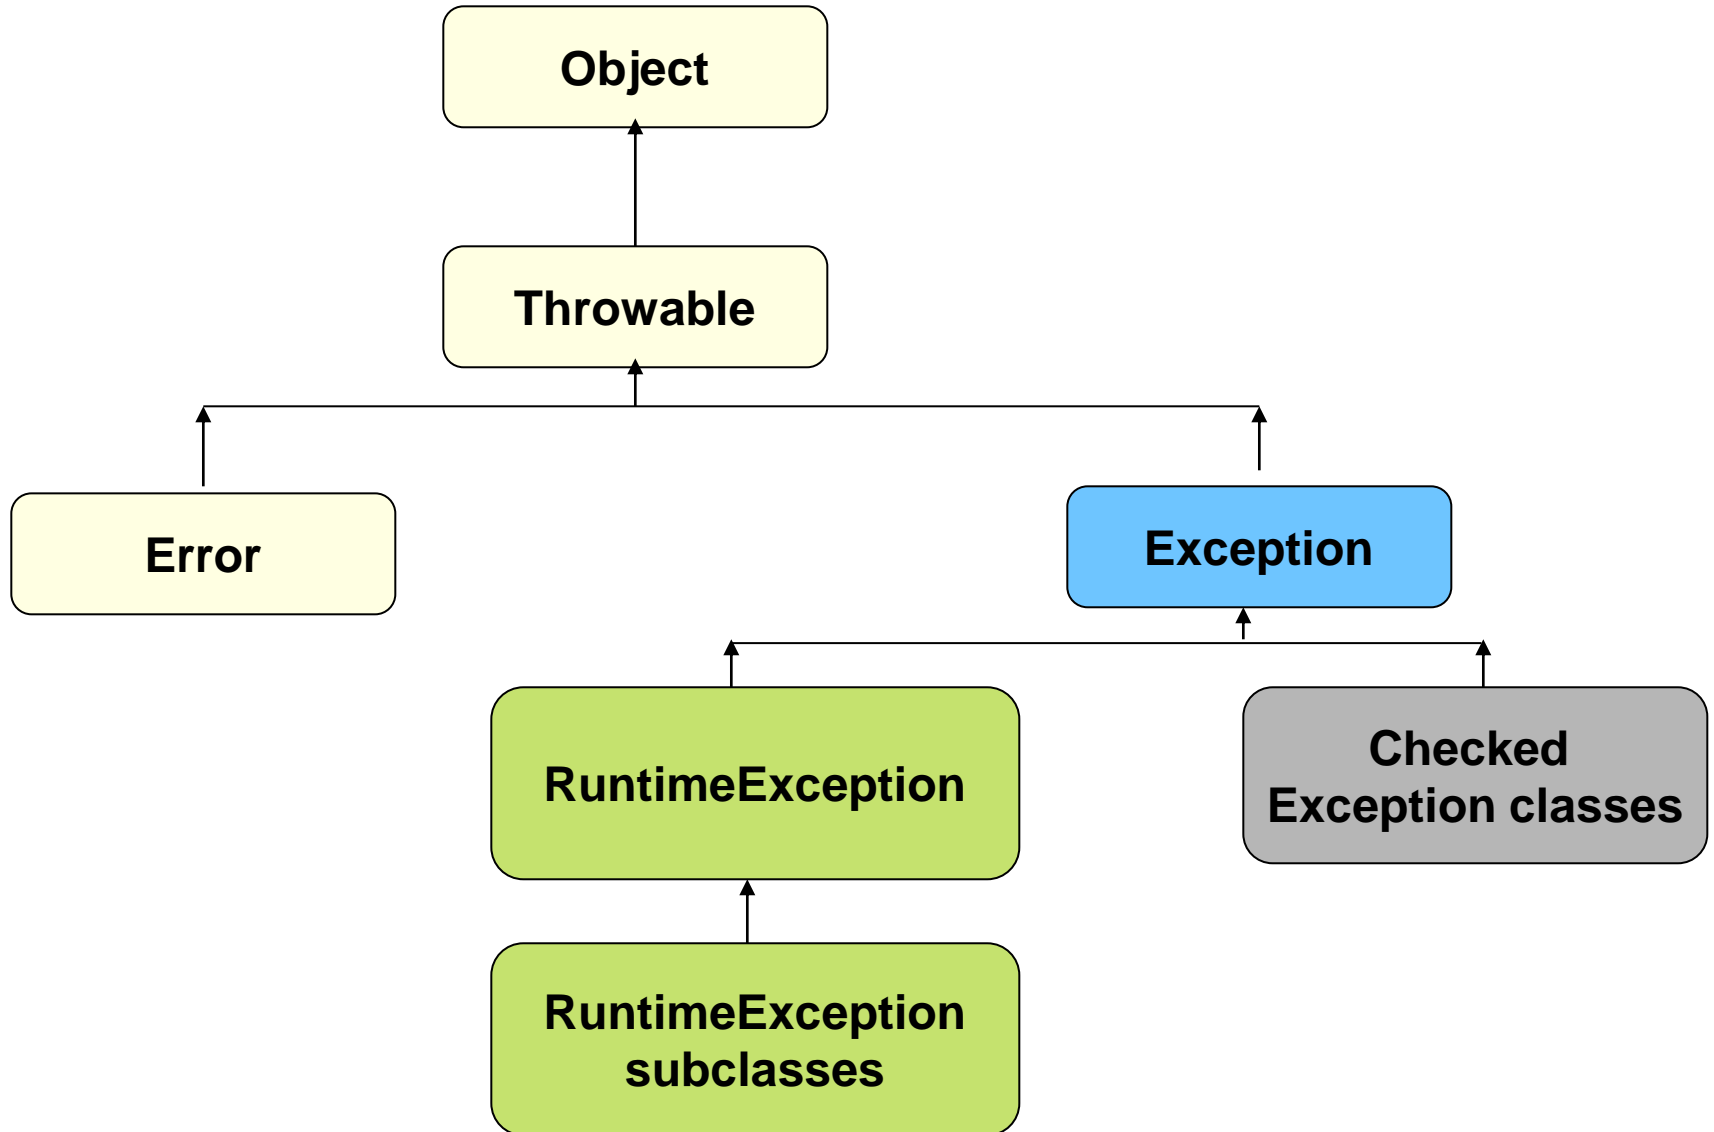 Object
Throwable
Error
Exception
RuntimeException
Checked
Exception classes
RuntimeException
subclasses